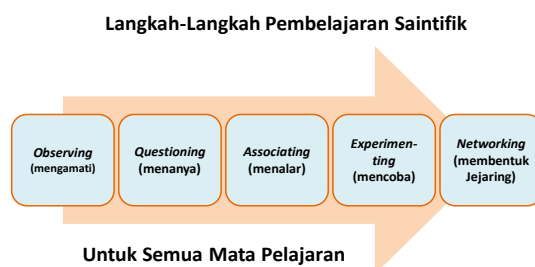 Langkah-Langkah Pembelajaran Saintifik
Observing
(mengamati)
Questioning
(menanya)
Associating
(menalar)
Experimen-
ting
(mencoba)
Networking
(membentuk
Jejaring)
Untuk Semua Mata Pelajaran